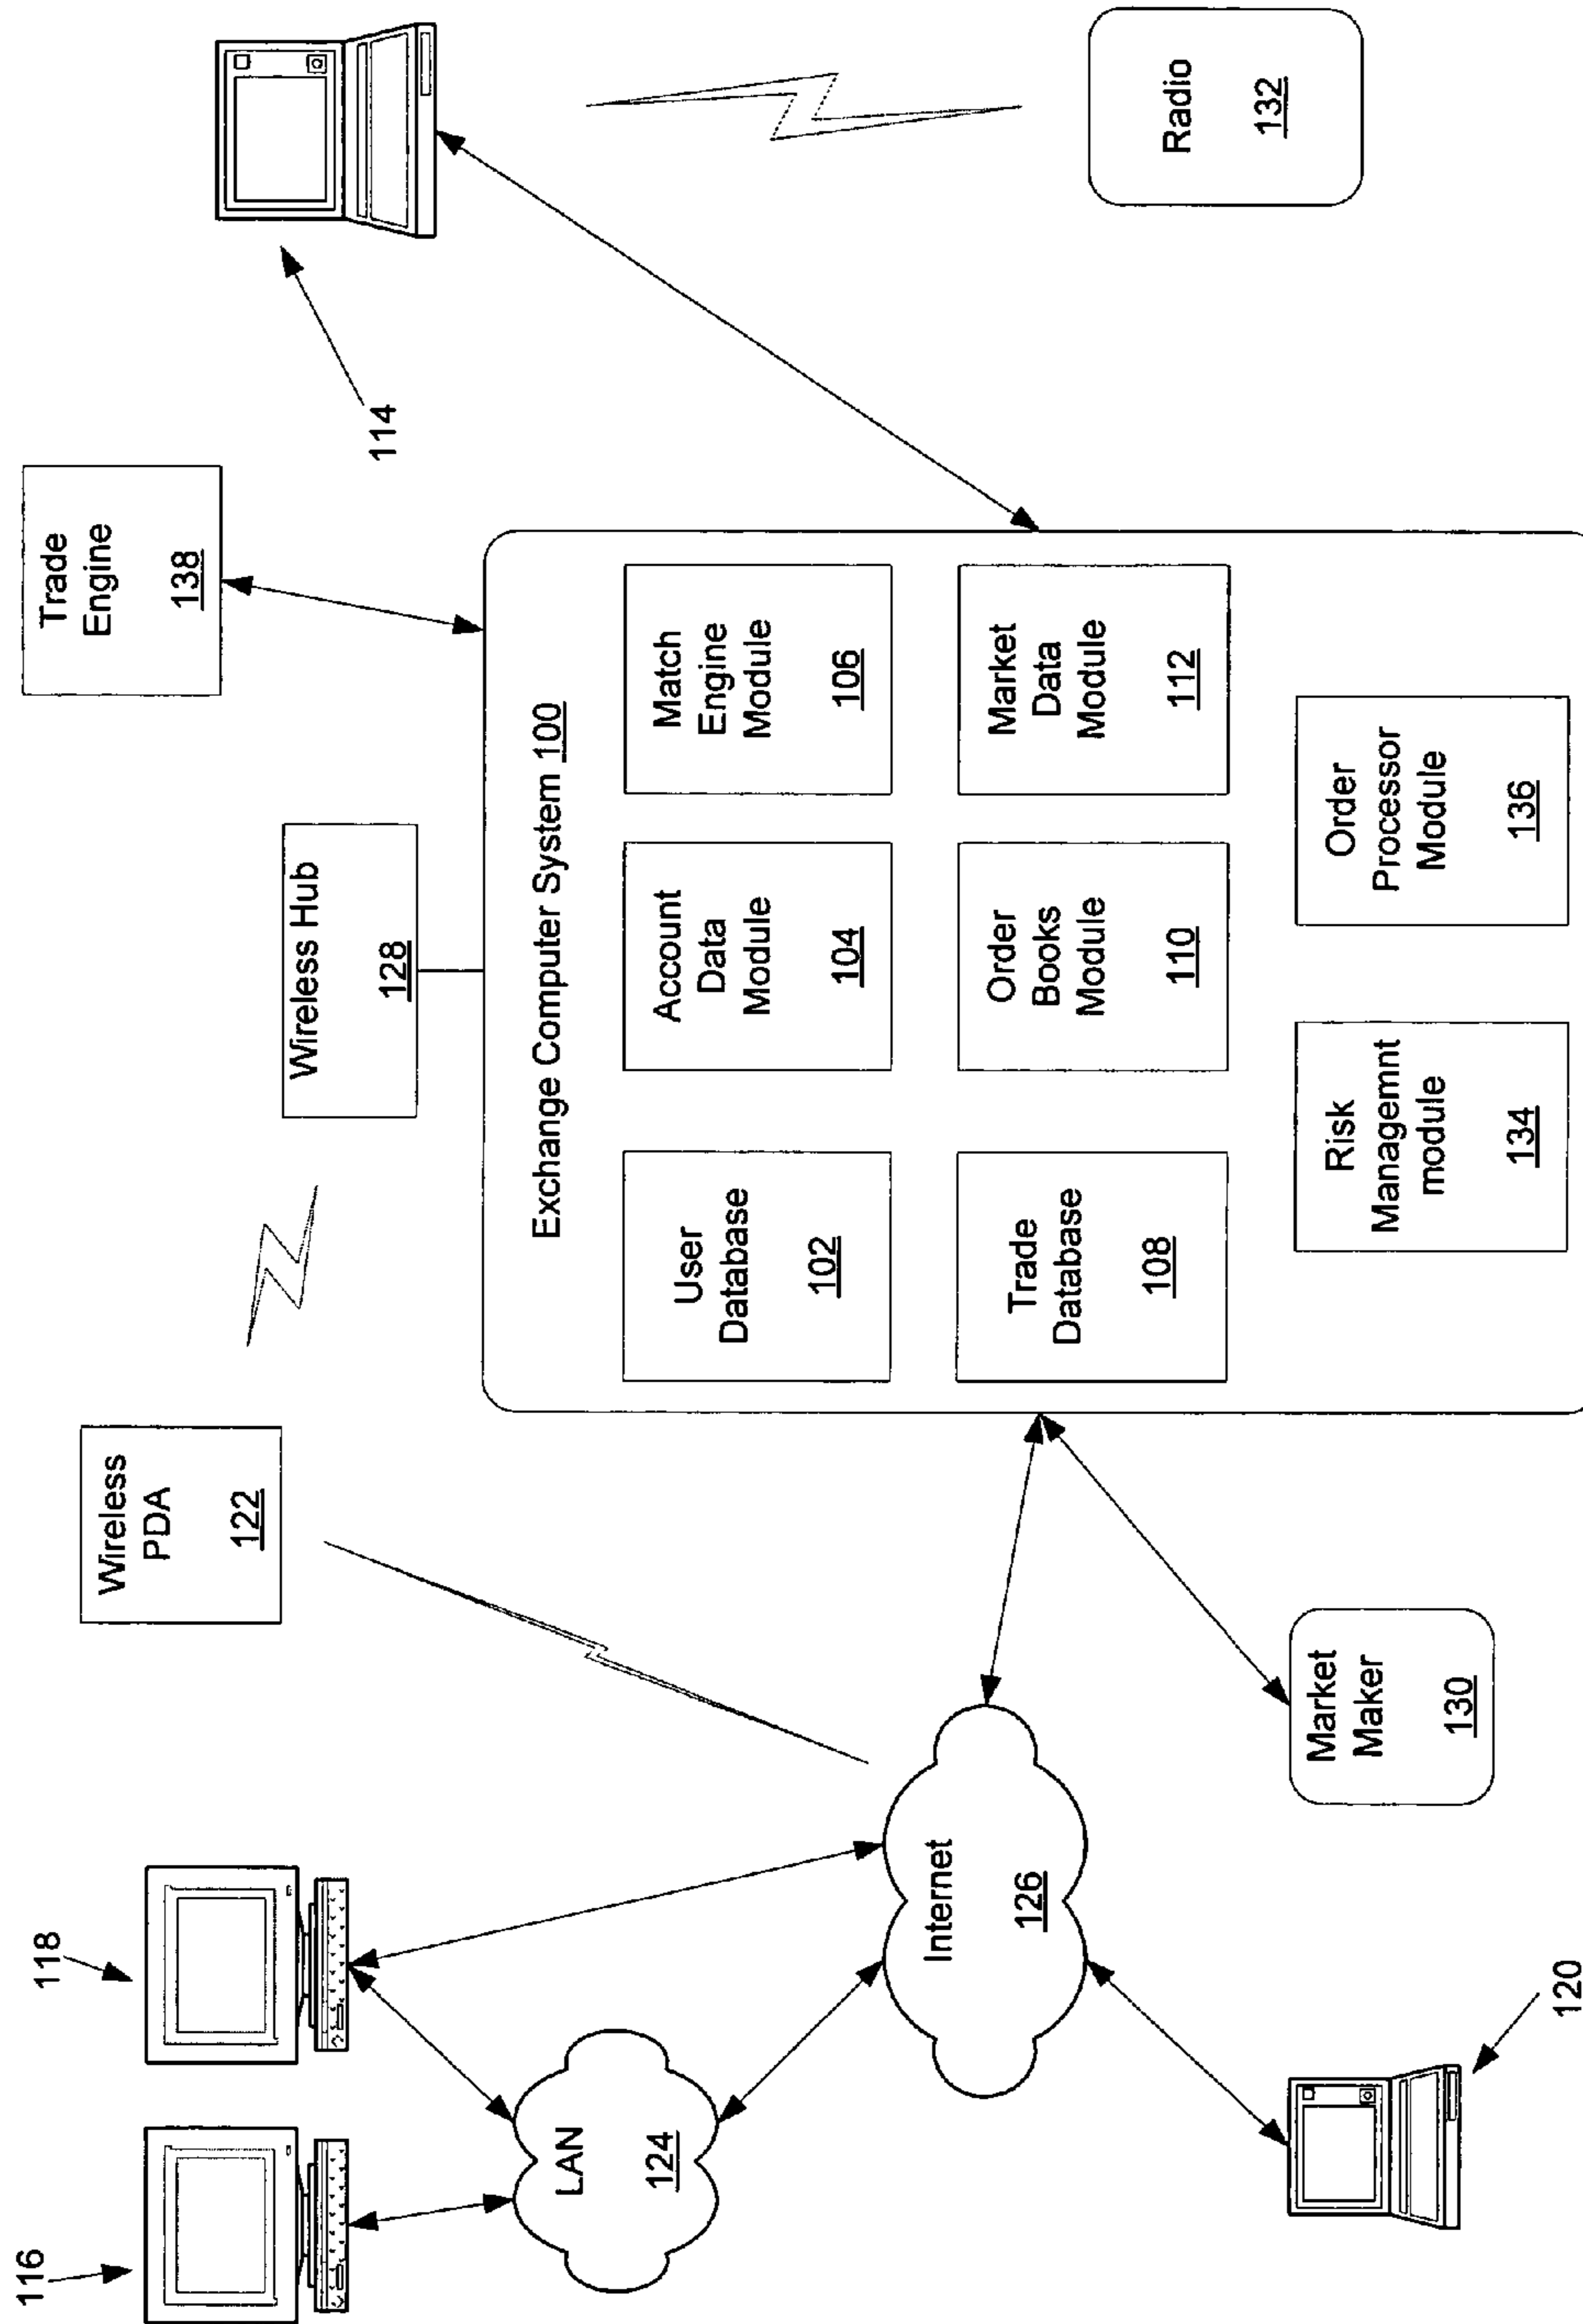 116
118
Wireless
PDA
122
Wireless Hub
128
Trade
Engine
138
114
LAN
124
Internet
126
120
Market
Maker
130
Exchange Computer System 100
User
Database
102
Account
Data
Module
104
Match
Engine
Module
106
Trade
Database
108
Order
Books
Module
110
Market
Data
Module
112
Risk
Managemnt
module
134
Order
Processor
Module
136
Radio
132